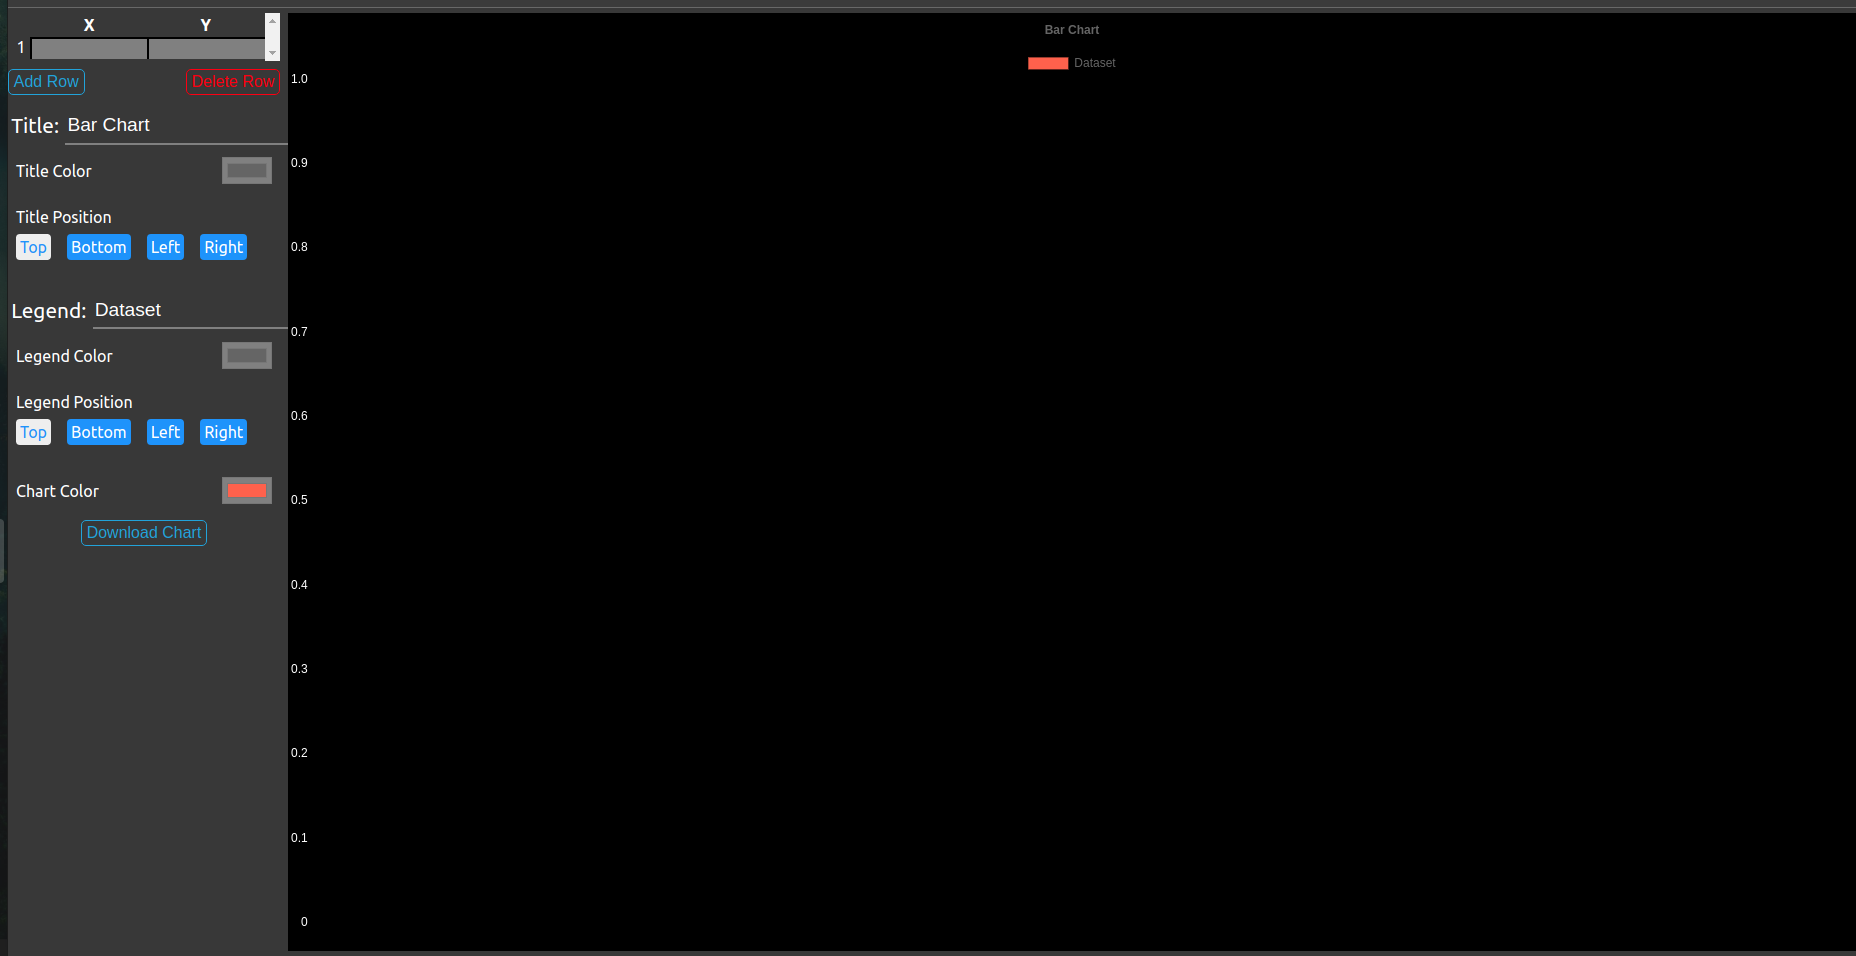 X Y
1
Add Row Delete Row
Title: Bar Chart
Title Color
Title Position
Top Bottom Left Right
Legend: Dataset
Legend Color
Legend Position
Top Bottom Left Right
Chart Color
Download Chart
Bar Chart
Dataset
1.0
0.9
0.8
0.7
0.6
0.5
0.4
0.3
0.2
0.1
0